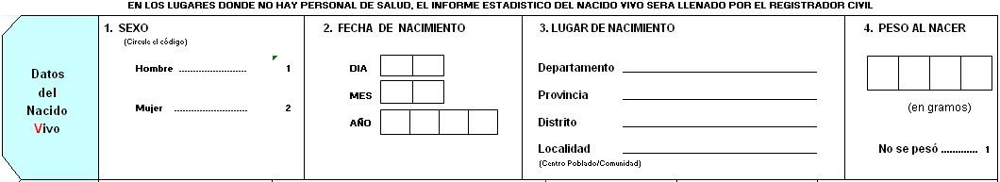 EN LOS LUGARES DONDE NO HAY PERSONAL DE SALUD, EL INFORME ESTADISTICO DEL NACIDO VIVO SERA LLENADO POR EL REGISTRADOR CIVIL
Datos
del
Nacido
Vivo
1. SEXO
(Circule el código)
Hombre ........................ 1
Mujer .......................... 2
2. FECHA DE NACIMIENTO
DIA
MES
AÑO
3. LUGAR DE NACIMIENTO
Departamento
Provincia
Distrito
Localidad
(Centro Poblado/Comunidad)
4. PESO AL NACER
(en gramos)
No se pesó ............. 1